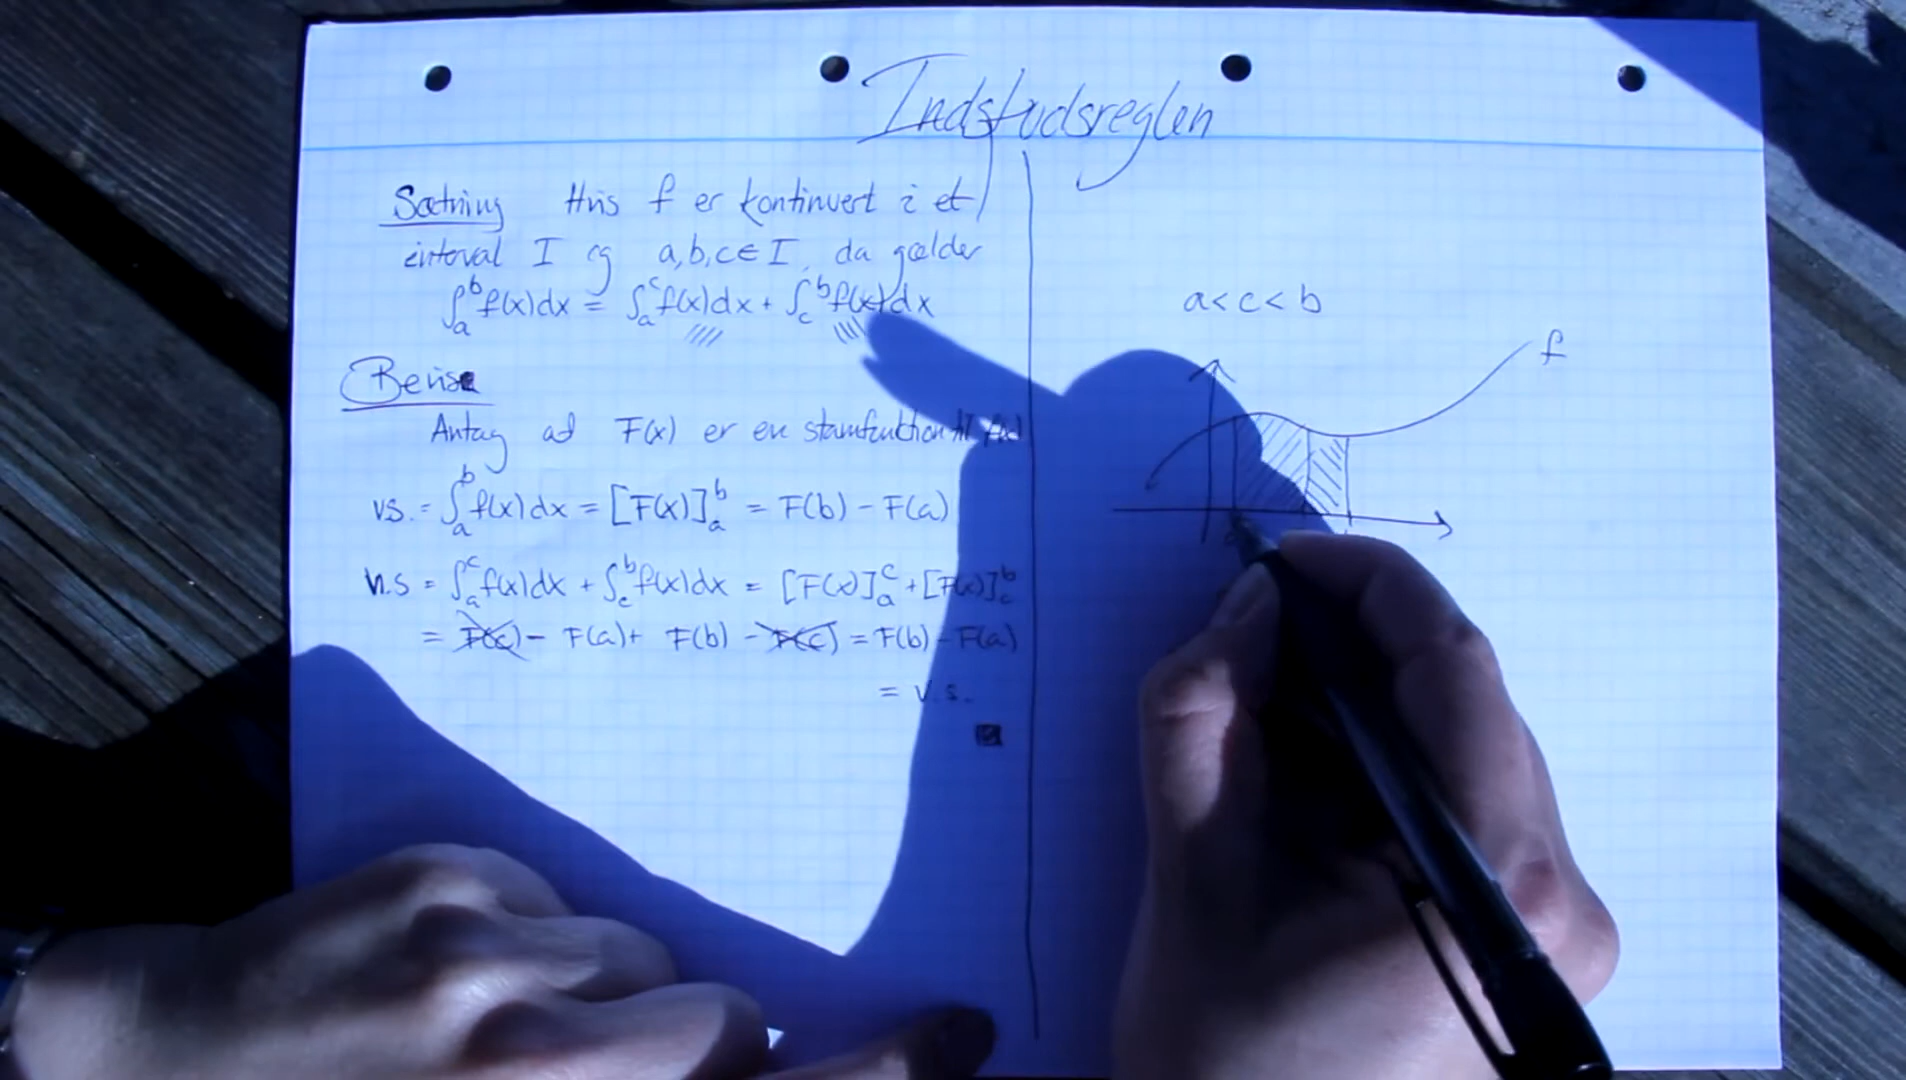 Indskudsreglen
Sætning Hvis f er kontinuert i et
interval I og a,b,c∈I, da gælder
∫_a^b f(x)dx = ∫_a^c f(x)dx + ∫_c^b f(x)dx
Bevis
Antag at F(x) er en stamfunktion til f(x)
v.s. = ∫_a^b f(x)dx = [F(x)]_a^b = F(b) - F(a)
h.s = ∫_a^c f(x)dx + ∫_c^b f(x)dx = [F(x)]_a^c + [F(x)]_c^b
= F(c) - F(a) + F(b) - F(c) = F(b) - F(a)
= v.s.
a < c < b
f